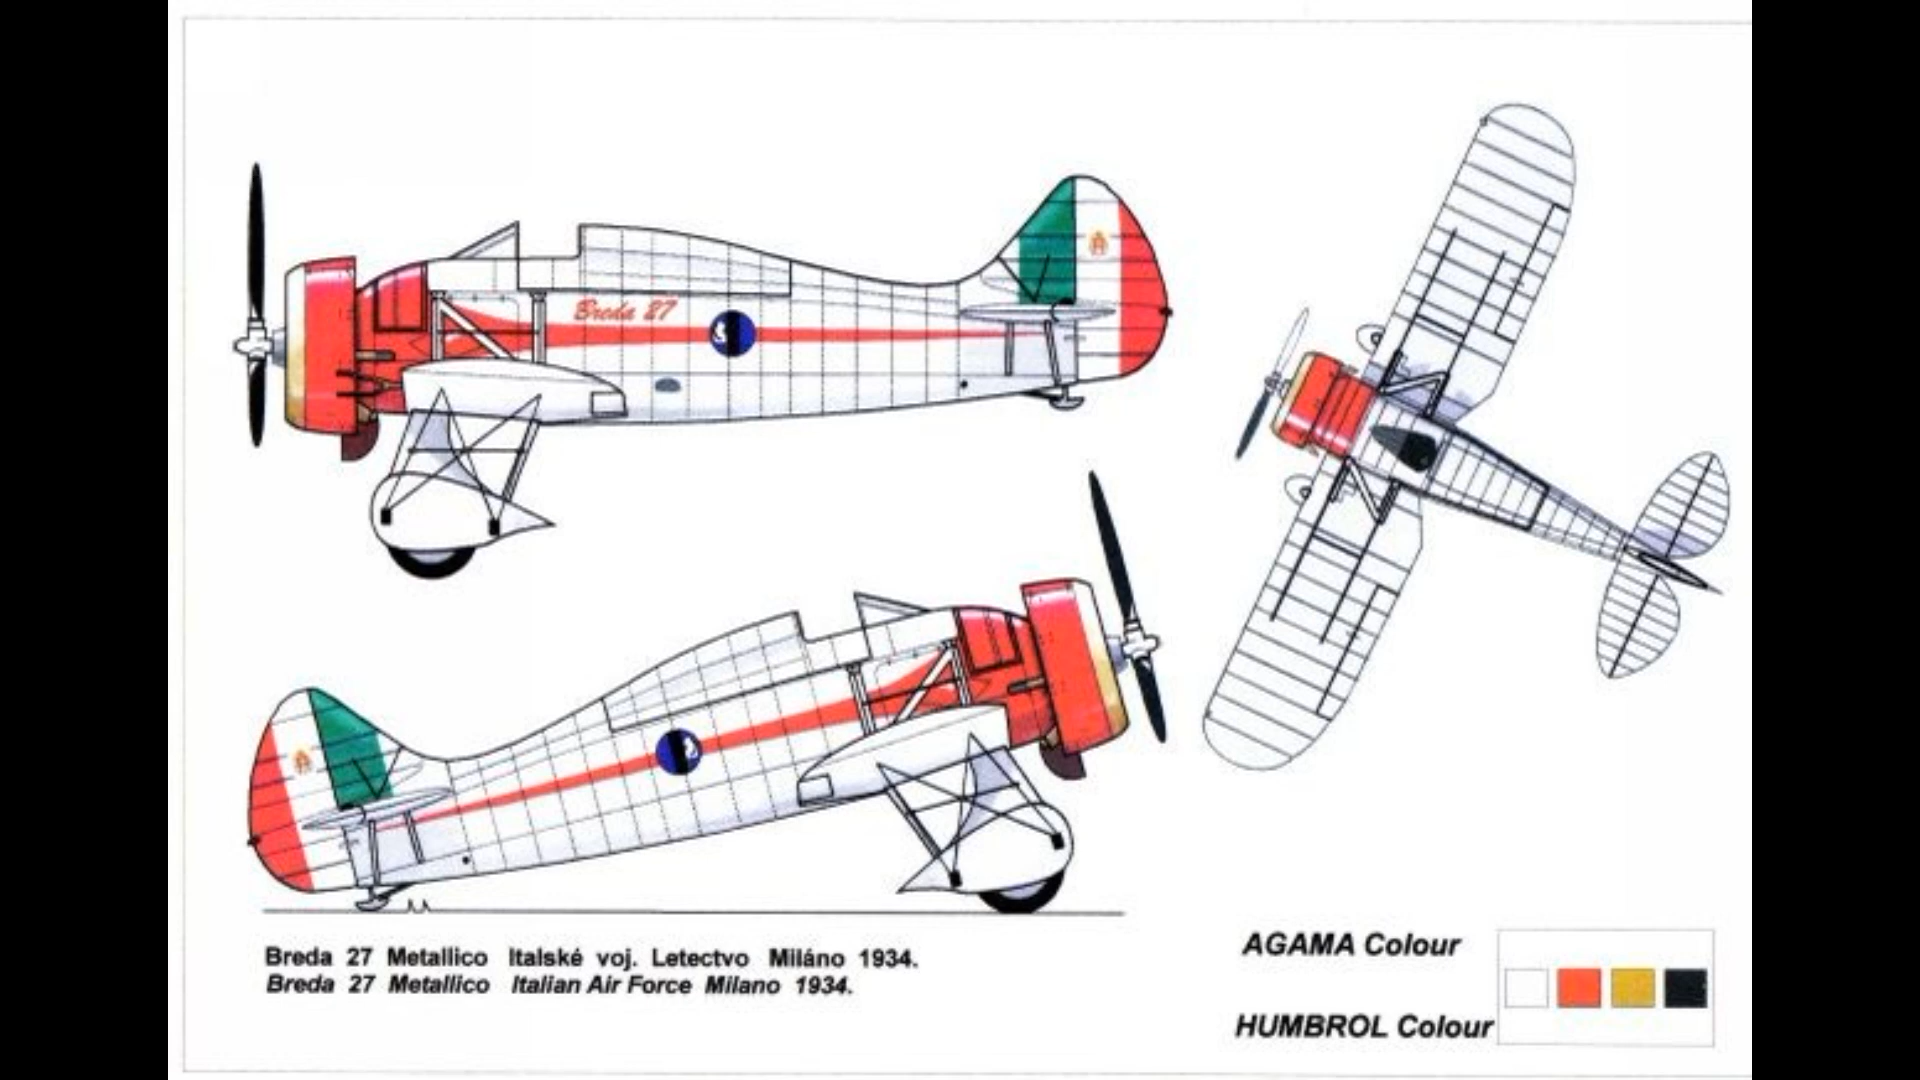 Breda 27
Breda 27 Metallico Italské voj. Letectvo Miláno 1934.
Breda 27 Metallico Italian Air Force Milano 1934.
AGAMA Colour
HUMBROL Colour